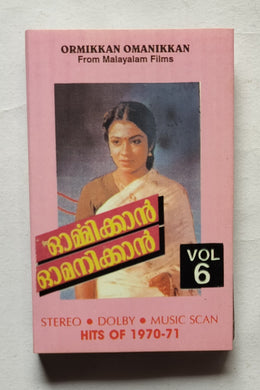 ORMIKKAN OMANIKKAN
From Malayalam Films
ഓർമ്മിക്കാൻ
ഓമനിക്കാൻ
VOL
6
STEREO • DOLBY • MUSIC SCAN
HITS OF 1970-71